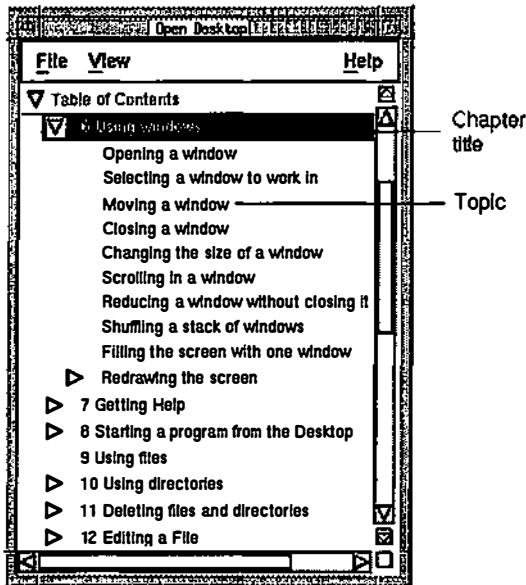 Open Desktop
File View Help
Table of Contents
6 Using windows
Chapter title
Opening a window
Selecting a window to work in
Moving a window
Topic
Closing a window
Changing the size of a window
Scrolling in a window
Reducing a window without closing it
Shuffling a stack of windows
Filling the screen with one window
Redrawing the screen
7 Getting Help
8 Starting a program from the Desktop
9 Using files
10 Using directories
11 Deleting files and directories
12 Editing a File